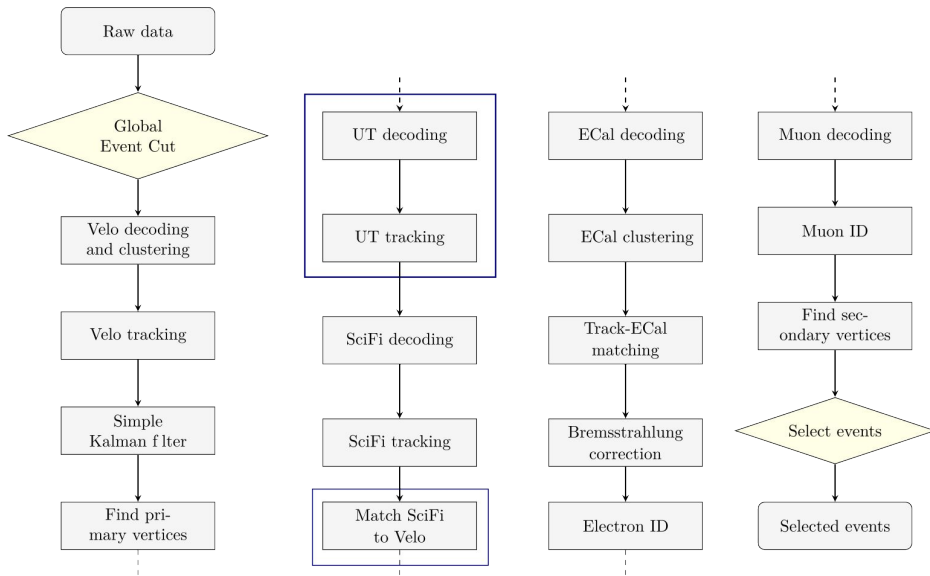 Raw data
Global
Event Cut
Velo decoding
and clustering
Velo tracking
Simple
Kalman f lter
Find pri-
mary vertices
UT decoding
UT tracking
SciFi decoding
SciFi tracking
Match SciFi
to Velo
ECal decoding
ECal clustering
Track-ECal
matching
Bremsstrahlung
correction
Electron ID
Muon decoding
Muon ID
Find sec-
ondary vertices
Select events
Selected events